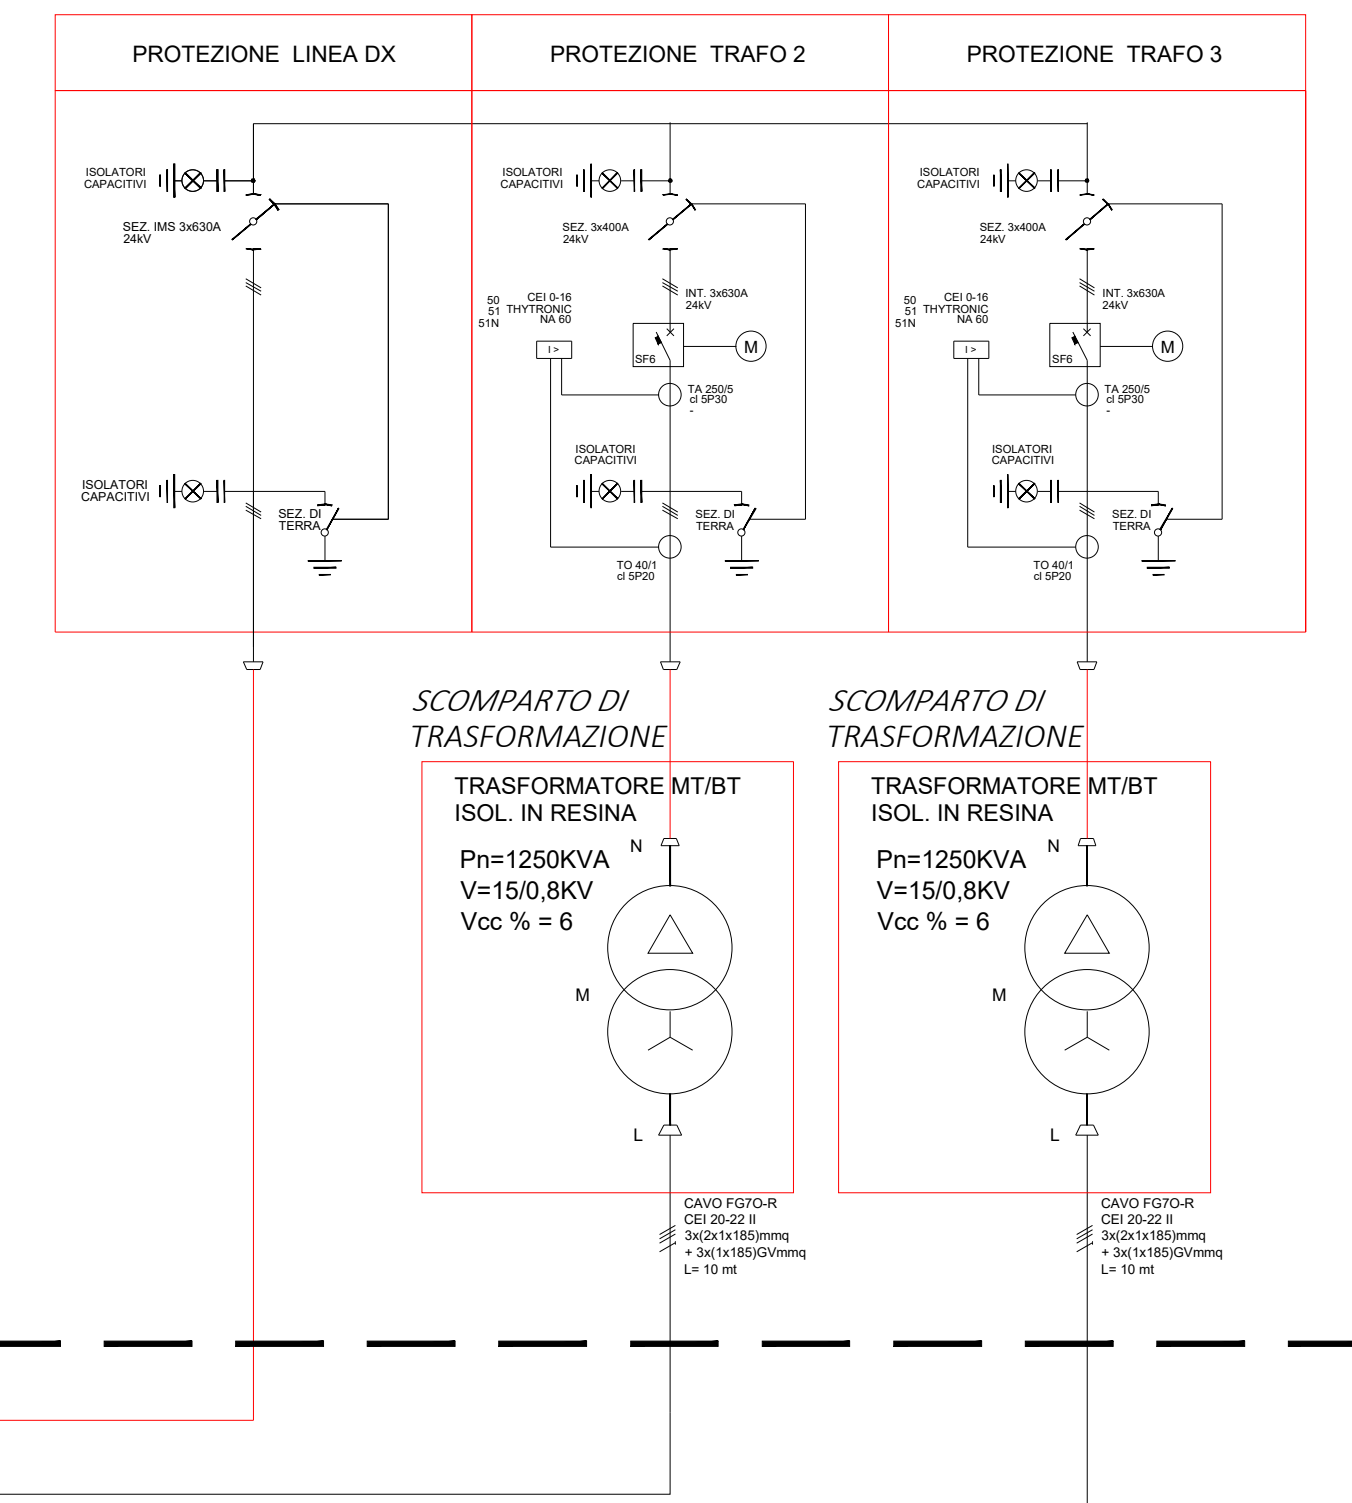 PROTEZIONE LINEA DX
PROTEZIONE TRAFO 2
PROTEZIONE TRAFO 3
ISOLATORI
CAPACITIVI
SEZ. IMS 3x630A
24kV
ISOLATORI
CAPACITIVI
SEZ. DI
TERRA
ISOLATORI
CAPACITIVI
SEZ. 3x400A
24kV
50
51
51N
CEI 0-16
THYTRONIC
NA 60
I >
INT. 3x630A
24kV
SF6
M
TA 250/5
cl 5P30
-
ISOLATORI
CAPACITIVI
SEZ. DI
TERRA
TO 40/1
cl 5P20
ISOLATORI
CAPACITIVI
SEZ. 3x400A
24kV
50
51
51N
CEI 0-16
THYTRONIC
NA 60
I >
INT. 3x630A
24kV
SF6
M
TA 250/5
cl 5P30
-
ISOLATORI
CAPACITIVI
SEZ. DI
TERRA
TO 40/1
cl 5P20
SCOMPARTO DI
TRASFORMAZIONE
TRASFORMATORE MT/BT
ISOL. IN RESINA
Pn=1250KVA
V=15/0,8KV
Vcc % = 6
N
M
L
CAVO FG7O-R
CEI 20-22 II
3x(2x1x185)mmq
+ 3x(1x185)GVmmq
L= 10 mt
SCOMPARTO DI
TRASFORMAZIONE
TRASFORMATORE MT/BT
ISOL. IN RESINA
Pn=1250KVA
V=15/0,8KV
Vcc % = 6
N
M
L
CAVO FG7O-R
CEI 20-22 II
3x(2x1x185)mmq
+ 3x(1x185)GVmmq
L= 10 mt